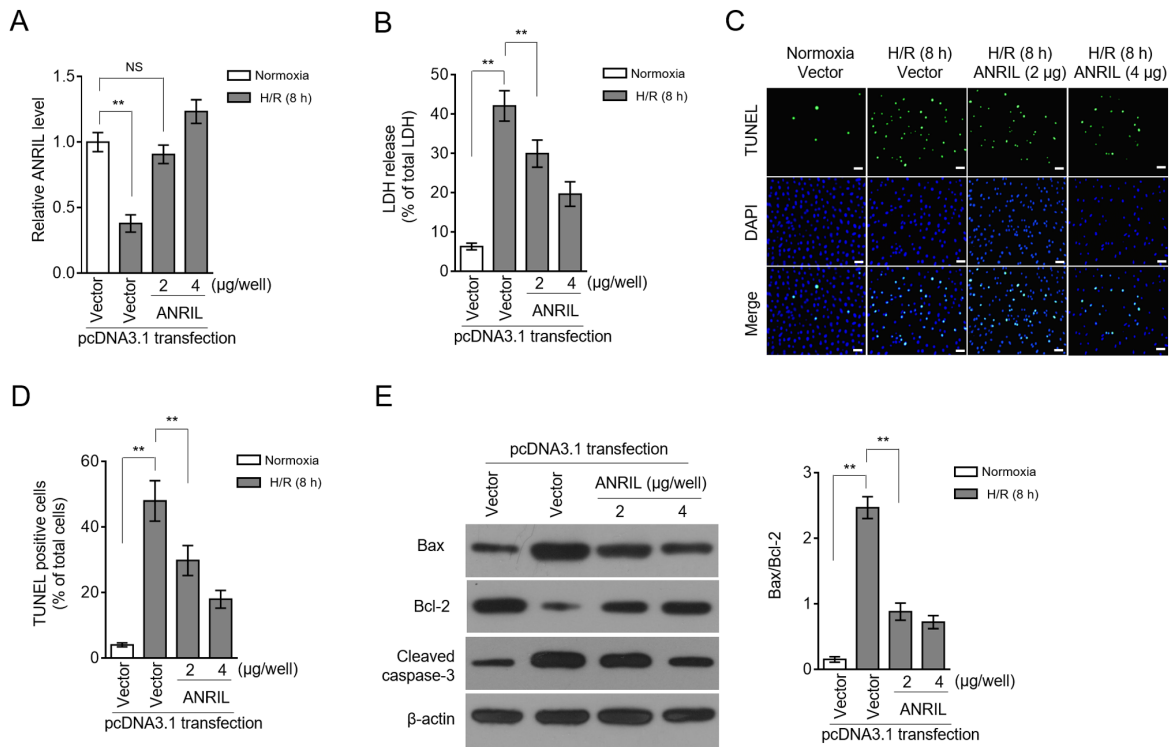 A
NS
**
Normoxia
H/R (8 h)
Relative ANRIL level
1.5
1.0
0.5
0.0
Vector
Vector
2
4
(μg/well)
ANRIL
pcDNA3.1 transfection
B
**
**
Normoxia
H/R (8 h)
LDH release
(% of total LDH)
50
40
30
20
10
0
Vector
Vector
2
4
(μg/well)
ANRIL
pcDNA3.1 transfection
C
Normoxia
Vector
H/R (8 h)
Vector
H/R (8 h)
ANRIL (2 μg)
H/R (8 h)
ANRIL (4 μg)
TUNEL
DAPI
Merge
D
**
**
Normoxia
H/R (8 h)
TUNEL positive cells
(% of total cells)
60
40
20
0
Vector
Vector
2
4
(μg/well)
ANRIL
pcDNA3.1 transfection
E
pcDNA3.1 transfection
Vector
Vector
ANRIL (μg/well)
2
4
Bax
Bcl-2
Cleaved
caspase-3
β-actin
**
**
Normoxia
H/R (8 h)
Bax/Bcl-2
3
2
1
0
Vector
Vector
2
4
(μg/well)
ANRIL
pcDNA3.1 transfection